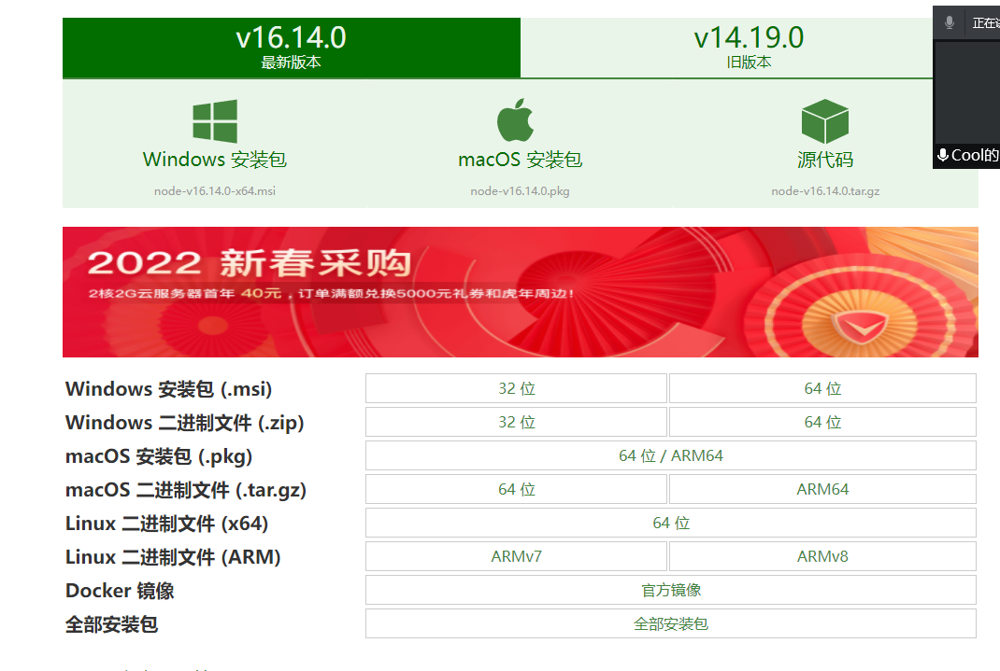 v16.14.0
最新版本
v14.19.0
旧版本
正在
Windows 安装包
node-v16.14.0-x64.msi
macOS 安装包
node-v16.14.0.pkg
源代码
node-v16.14.0.tar.gz
Cool的
2022 新春采购
2核2G云服务器首年 40元，订单满额兑换5000元礼券和虎年周边!
Windows 安装包 (.msi) 32 位 64 位
Windows 二进制文件 (.zip) 32 位 64 位
macOS 安装包 (.pkg) 64 位 / ARM64
macOS 二进制文件 (.tar.gz) 64 位 ARM64
Linux 二进制文件 (x64) 64 位
Linux 二进制文件 (ARM) ARMv7 ARMv8
Docker 镜像 官方镜像
全部安装包 全部安装包